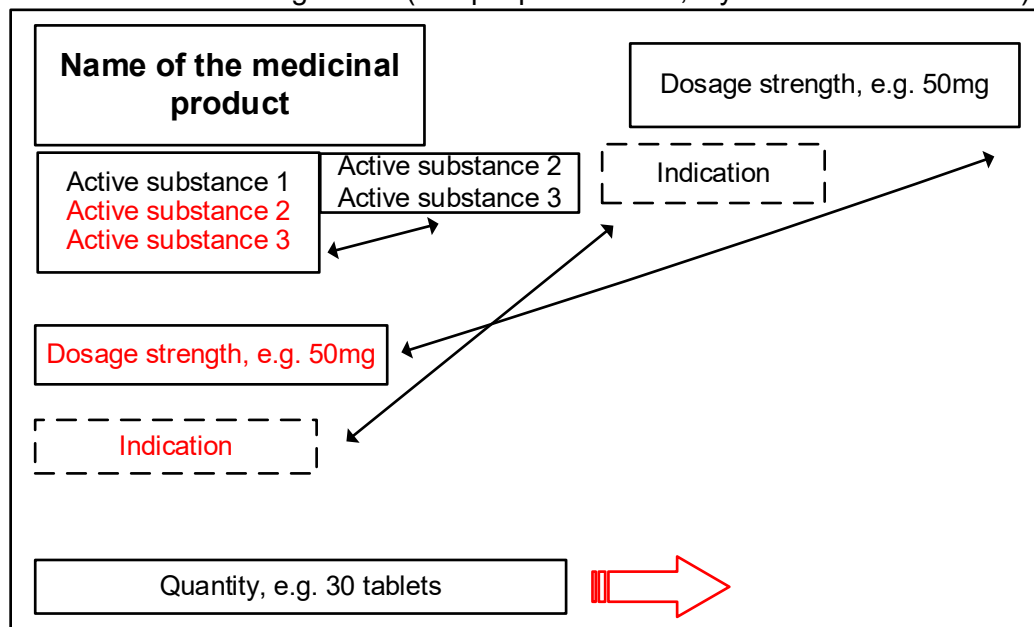 Name of the medicinal
product
Dosage strength, e.g. 50mg
Active substance 1
Active substance 2
Active substance 3
Active substance 2
Active substance 3
Indication
Dosage strength, e.g. 50mg
Indication
Quantity, e.g. 30 tablets